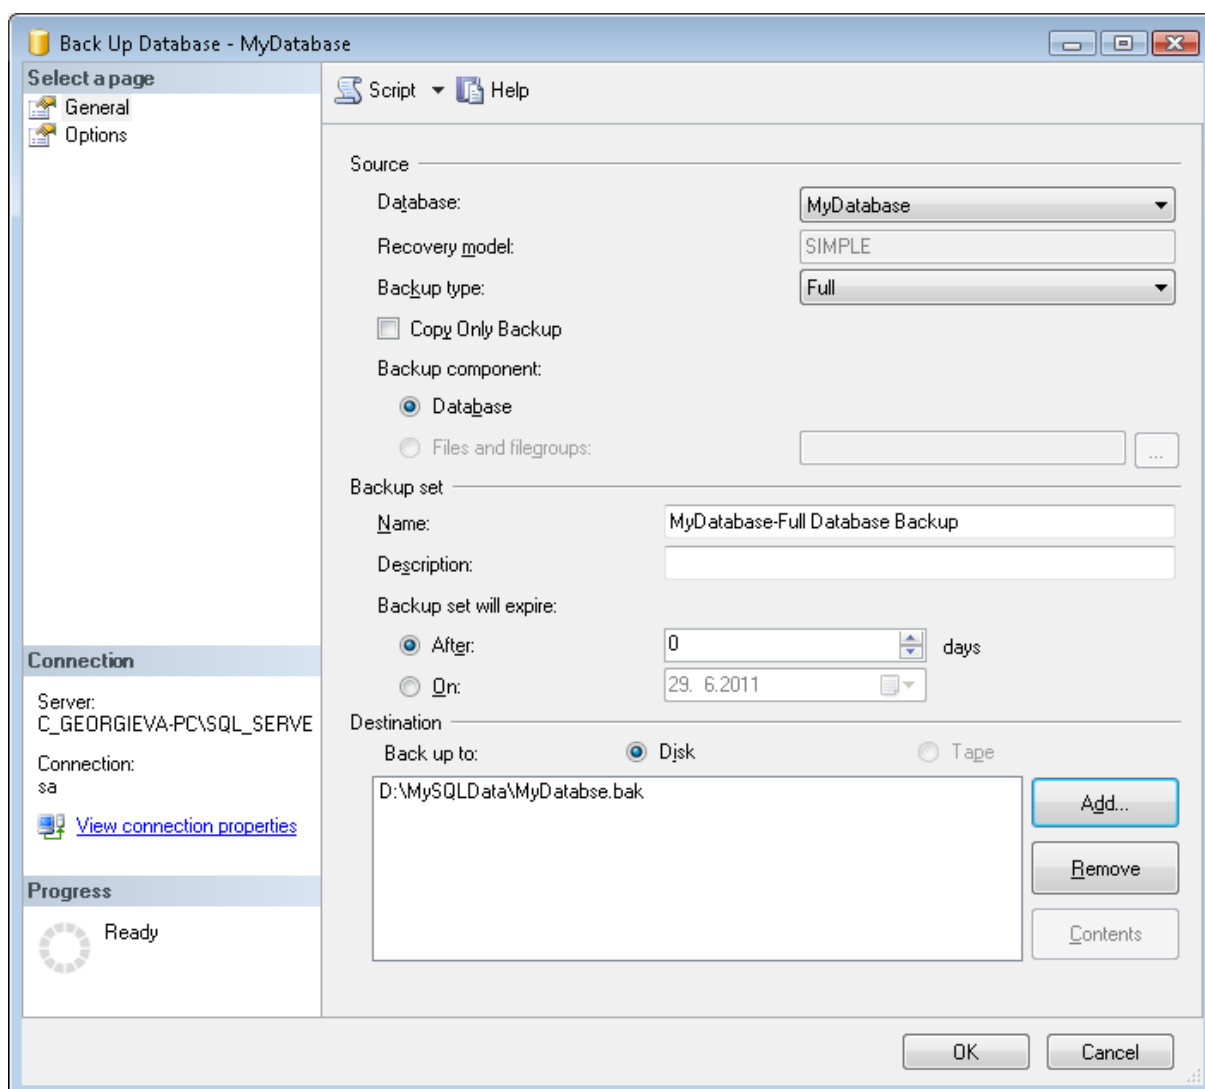 Back Up Database - MyDatabase
Select a page
General
Options
Script
Help
Source
Database:
MyDatabase
Recovery model:
SIMPLE
Backup type:
Full
Copy Only Backup
Backup component:
Database
Files and filegroups:
...
Backup set
Name:
MyDatabase-Full Database Backup
Description:
Backup set will expire:
After:
0
days
On:
29. 6.2011
Destination
Back up to:
Disk
Tape
D:\MySQLData\MyDatabse.bak
Add...
Remove
Contents
Connection
Server:
C_GEORGIEVA-PC\SQL_SERVE
Connection:
sa
View connection properties
Progress
Ready
OK
Cancel